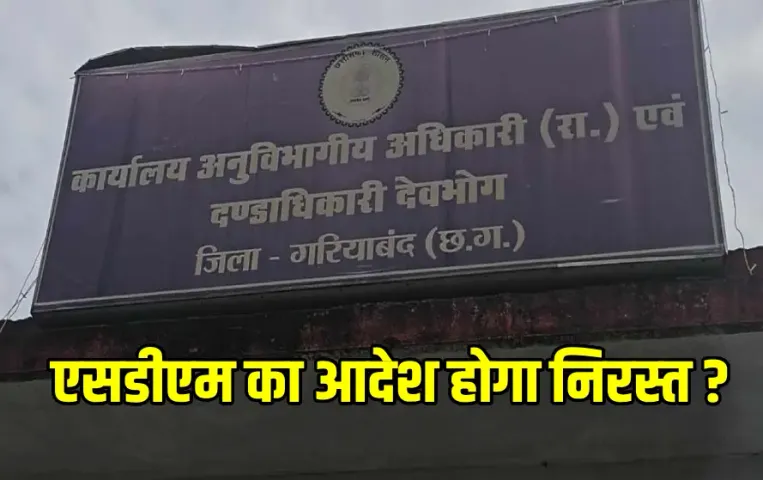 कार्यालय अनुविभागीय अधिकारी (रा.) एवं
दण्डाधिकारी देवभोग
जिला - गरियाबंद (छ.ग.)
एसडीएम का आदेश होगा निरस्त ?